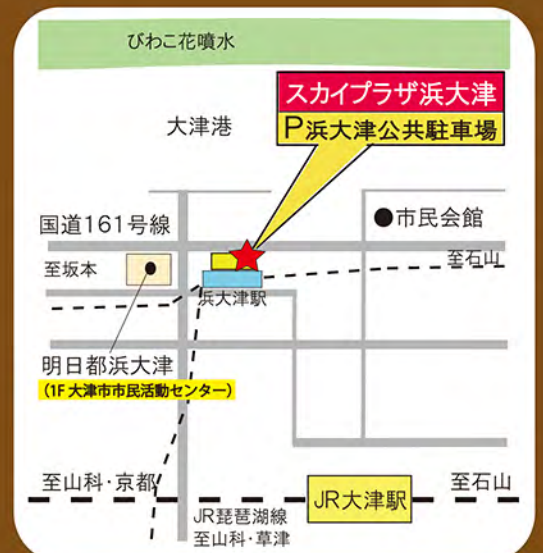 びわこ花噴水
スカイプラザ浜大津
P浜大津公共駐車場
大津港
国道161号線
●市民会館
至坂本
至石山
浜大津駅
明日都浜大津
(1F 大津市市民活動センター)
至山科・京都
JR大津駅
至石山
JR琵琶湖線
至山科・草津